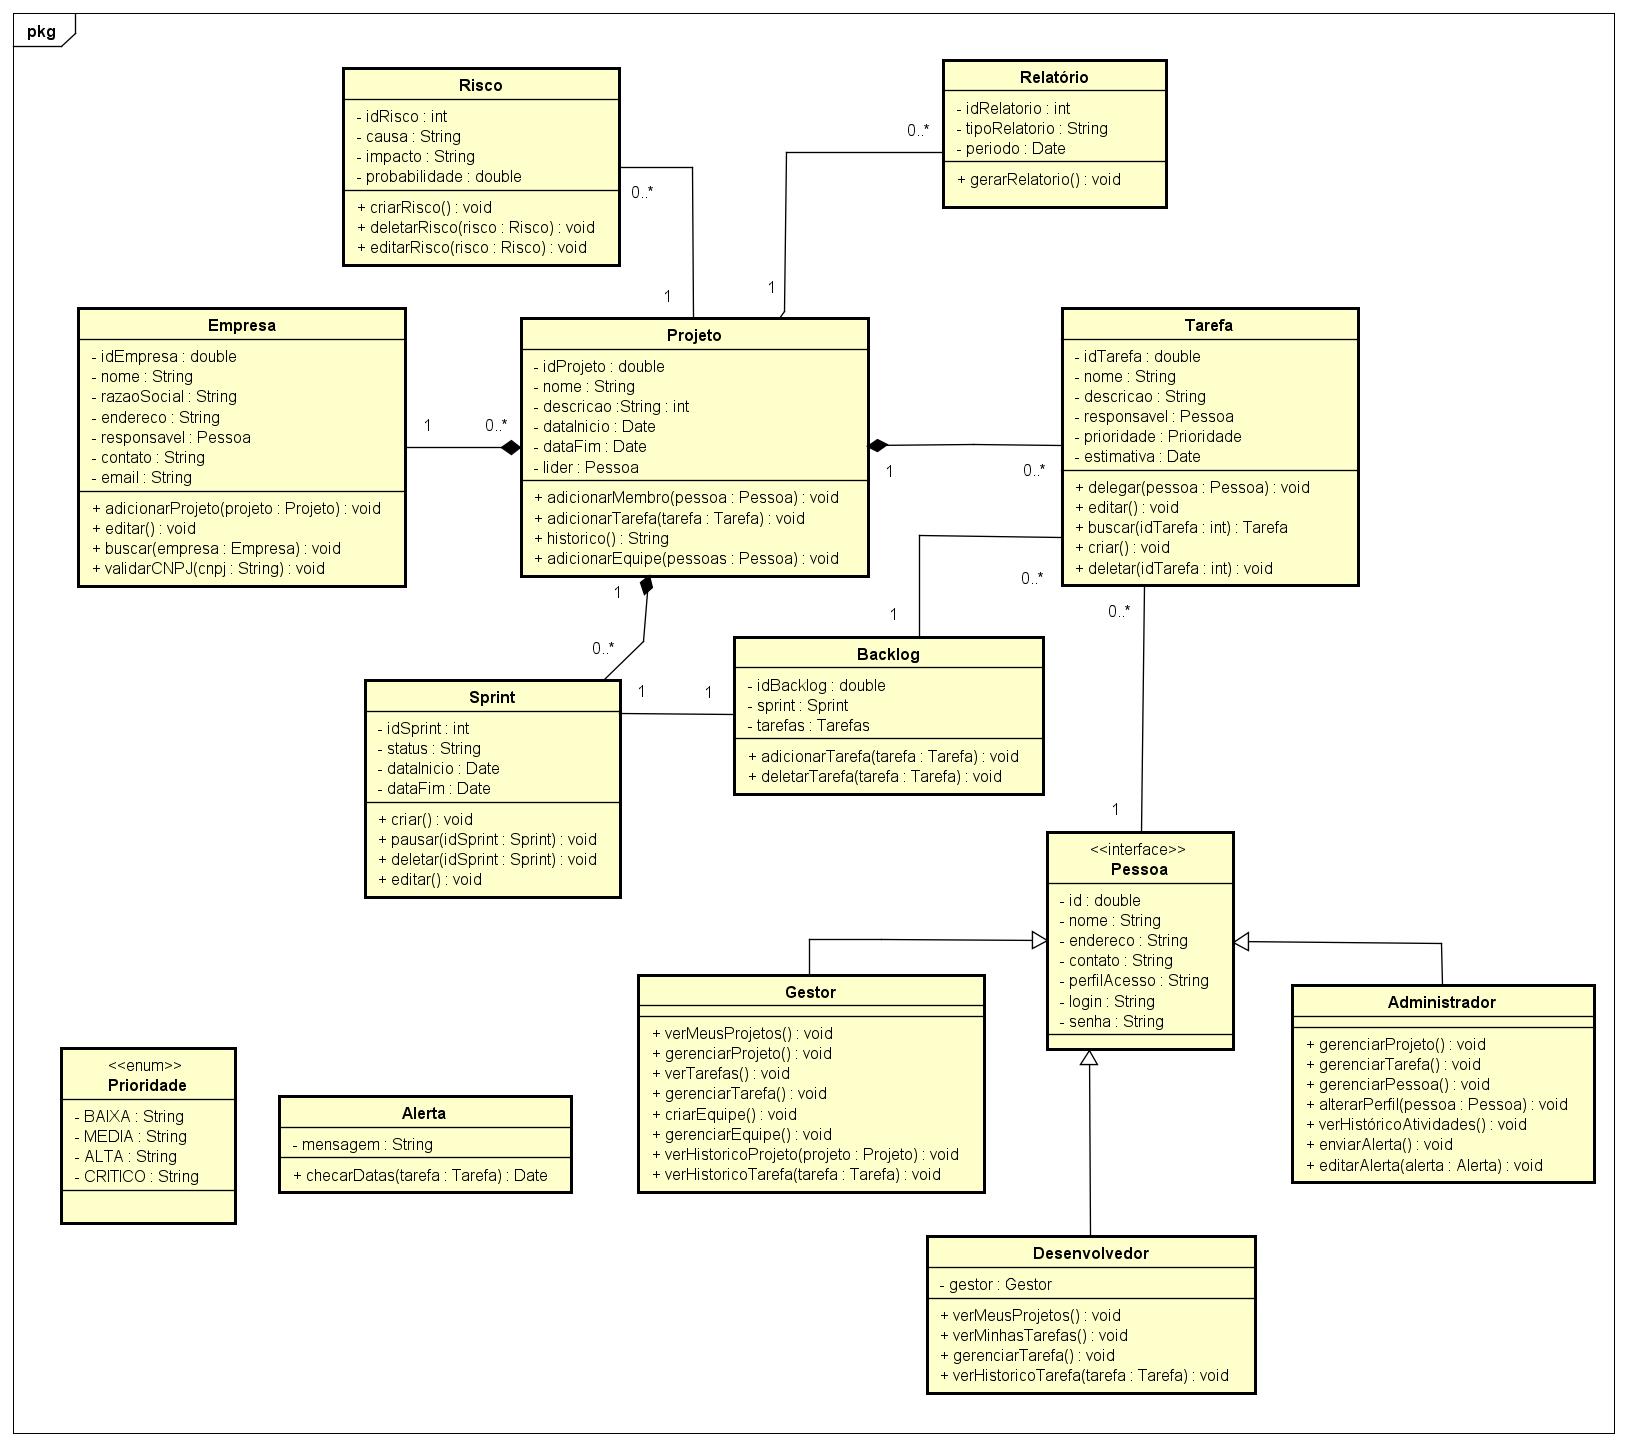 pkg
Risco
- idRisco : int
- causa : String
- impacto : String
- probabilidade : double
+ criarRisco() : void
+ deletarRisco(risco : Risco) : void
+ editarRisco(risco : Risco) : void
0..*
1
Relatório
- idRelatorio : int
- tipoRelatorio : String
- periodo : Date
+ gerarRelatorio() : void
0..*
1
Empresa
- idEmpresa : double
- nome : String
- razaoSocial : String
- endereco : String
- responsavel : Pessoa
- contato : String
- email : String
+ adicionarProjeto(projeto : Projeto) : void
+ editar() : void
+ buscar(empresa : Empresa) : void
+ validarCNPJ(cnpj : String) : void
1
0..*
Projeto
- idProjeto : double
- nome : String
- descricao :String : int
- dataInicio : Date
- dataFim : Date
- lider : Pessoa
+ adicionarMembro(pessoa : Pessoa) : void
+ adicionarTarefa(tarefa : Tarefa) : void
+ historico() : String
+ adicionarEquipe(pessoas : Pessoa) : void
1
0..*
Tarefa
- idTarefa : double
- nome : String
- descricao : String
- responsavel : Pessoa
- prioridade : Prioridade
- estimativa : Date
+ delegar(pessoa : Pessoa) : void
+ editar() : void
+ buscar(idTarefa : int) : Tarefa
+ criar() : void
+ deletar(idTarefa : int) : void
1
0..*
0..*
1
0..*
1
Sprint
- idSprint : int
- status : String
- dataInicio : Date
- dataFim : Date
+ criar() : void
+ pausar(idSprint : Sprint) : void
+ deletar(idSprint : Sprint) : void
+ editar() : void
1
1
Backlog
- idBacklog : double
- sprint : Sprint
- tarefas : Tarefas
+ adicionarTarefa(tarefa : Tarefa) : void
+ deletarTarefa(tarefa : Tarefa) : void
<<interface>>
Pessoa
- id : double
- nome : String
- endereco : String
- contato : String
- perfilAcesso : String
- login : String
- senha : String
Gestor
+ verMeusProjetos() : void
+ gerenciarProjeto() : void
+ verTarefas() : void
+ gerenciarTarefa() : void
+ criarEquipe() : void
+ gerenciarEquipe() : void
+ verHistoricoProjeto(projeto : Projeto) : void
+ verHistoricoTarefa(tarefa : Tarefa) : void
Administrador
+ gerenciarProjeto() : void
+ gerenciarTarefa() : void
+ gerenciarPessoa() : void
+ alterarPerfil(pessoa : Pessoa) : void
+ verHistóricoAtividades() : void
+ enviarAlerta() : void
+ editarAlerta(alerta : Alerta) : void
<<enum>>
Prioridade
- BAIXA : String
- MEDIA : String
- ALTA : String
- CRITICO : String
Alerta
- mensagem : String
+ checarDatas(tarefa : Tarefa) : Date
Desenvolvedor
- gestor : Gestor
+ verMeusProjetos() : void
+ verMinhasTarefas() : void
+ gerenciarTarefa() : void
+ verHistoricoTarefa(tarefa : Tarefa) : void